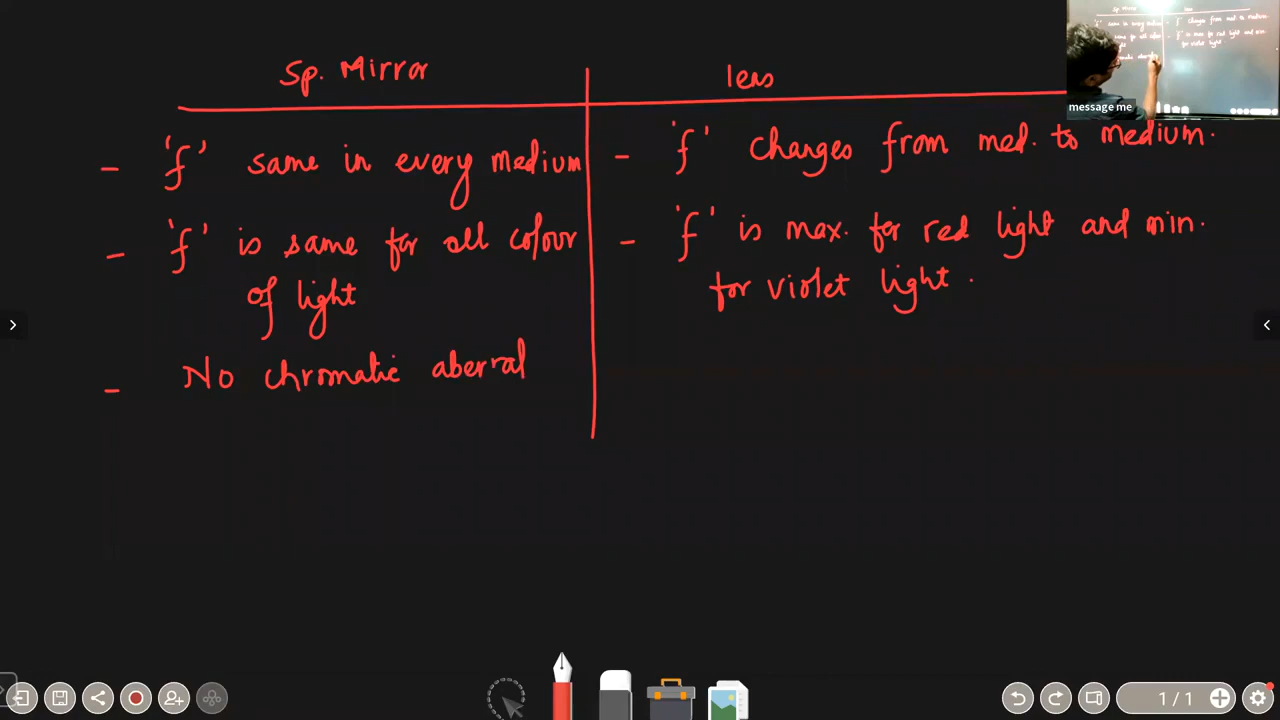 Sp. Mirror
lens
- 'f' same in every medium
- 'f' changes from med. to medium.
- 'f' is same for all colour
of light
- 'f' is max. for red light and min.
for violet light.
- No chromatic aberral
message me
1/1